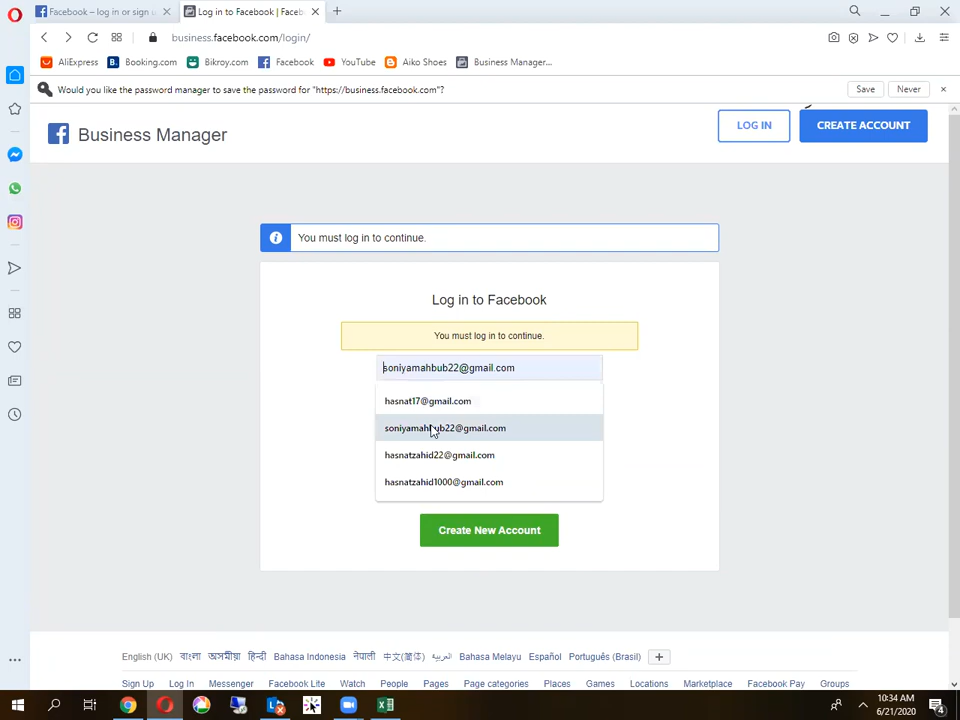 Facebook – log in or sign u
Log in to Facebook | Faceb
business.facebook.com/login/
AliExpress
Booking.com
Bikroy.com
Facebook
YouTube
Aiko Shoes
Business Manager...
Would you like the password manager to save the password for "https://business.facebook.com"?
Save
Never
Business Manager
LOG IN
CREATE ACCOUNT
You must log in to continue.
Log in to Facebook
You must log in to continue.
soniyamahbub22@gmail.com
hasnat17@gmail.com
soniyamahbub22@gmail.com
hasnatzahid22@gmail.com
hasnatzahid1000@gmail.com
Create New Account
English (UK) বাংলা অসমীয়া हिन्दी Bahasa Indonesia नेपाली 中文(简体) العربية Bahasa Melayu Español Português (Brasil)
Sign Up Log In Messenger Facebook Lite Watch People Pages Page categories Places Games Locations Marketplace Facebook Pay Groups
10:34 AM
6/21/2020
4